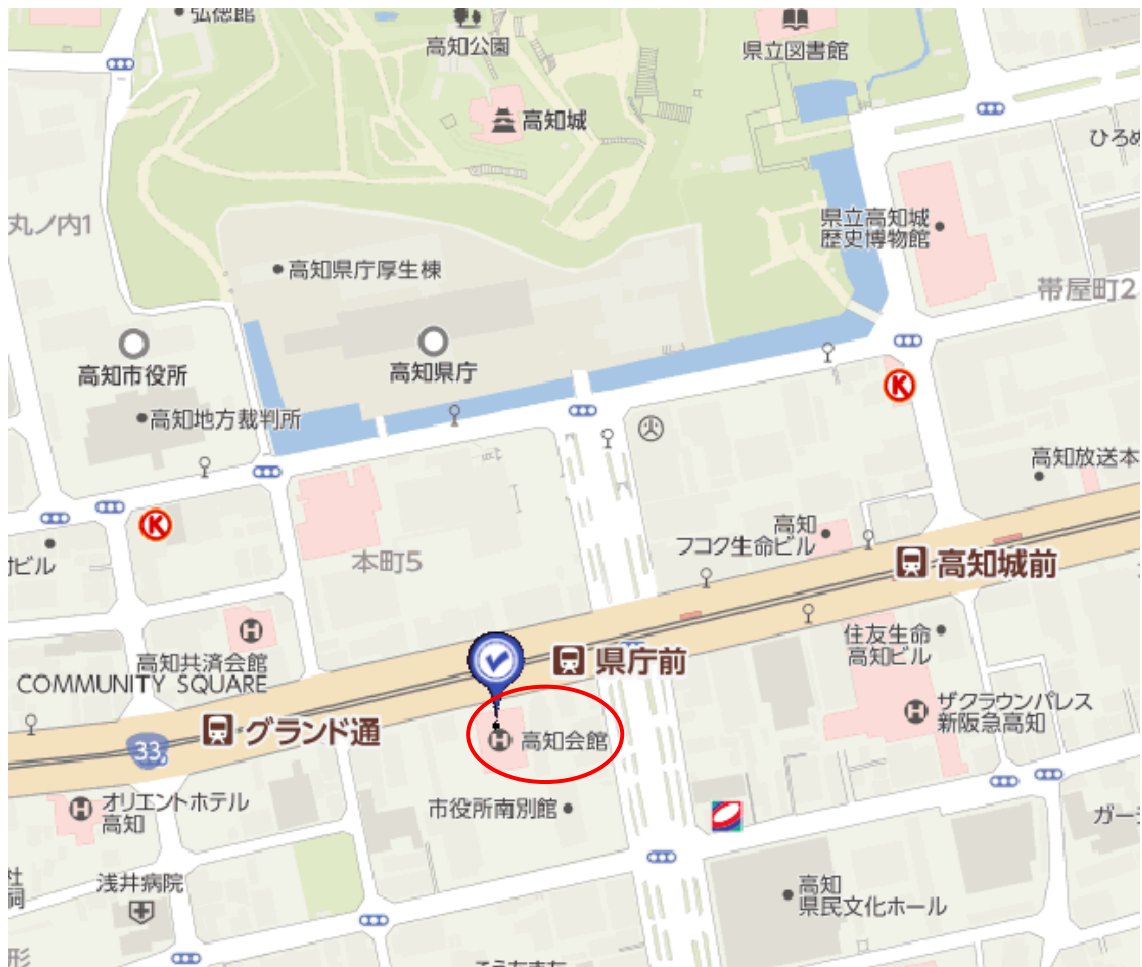 弘徳館
高知公園
県立図書館
高知城
ひろめ
丸ノ内1
県立高知城
歴史博物館
高知県庁厚生棟
帯屋町2
高知市役所
高知県庁
K
高知地方裁判所
高知放送本
K
高知
フコク生命ビル
ビル
本町5
高知城前
H
高知共済会館
COMMUNITY SQUARE
県庁前
住友生命
高知ビル
H
ザクラウンパレス
新阪急高知
グランド通
33
H
高知会館
H
オリエントホテル
高知
市役所南別館
ガー
社
浅井病院
高知
県民文化ホール
形